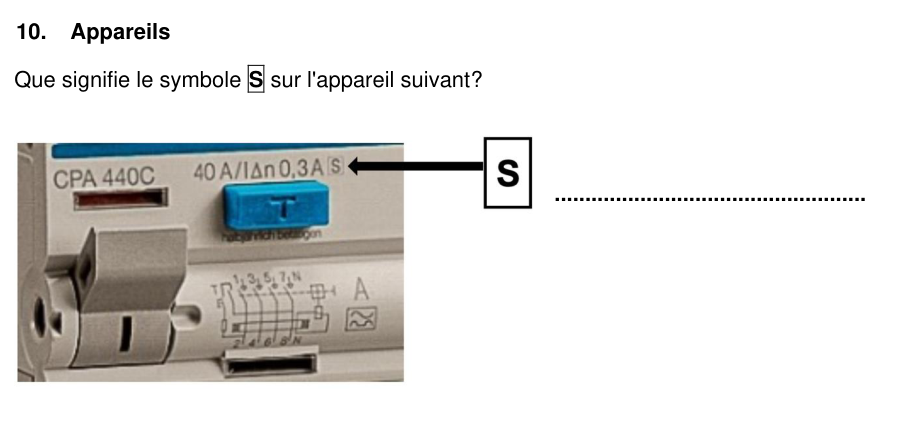 10. Appareils
Que signifie le symbole S sur l'appareil suivant?
CPA 440C
40 A/I∆n 0,3A S
S
T
halbjährlich betätigen
1 3 5 7 N
T
A
2 4 6 8 N
I